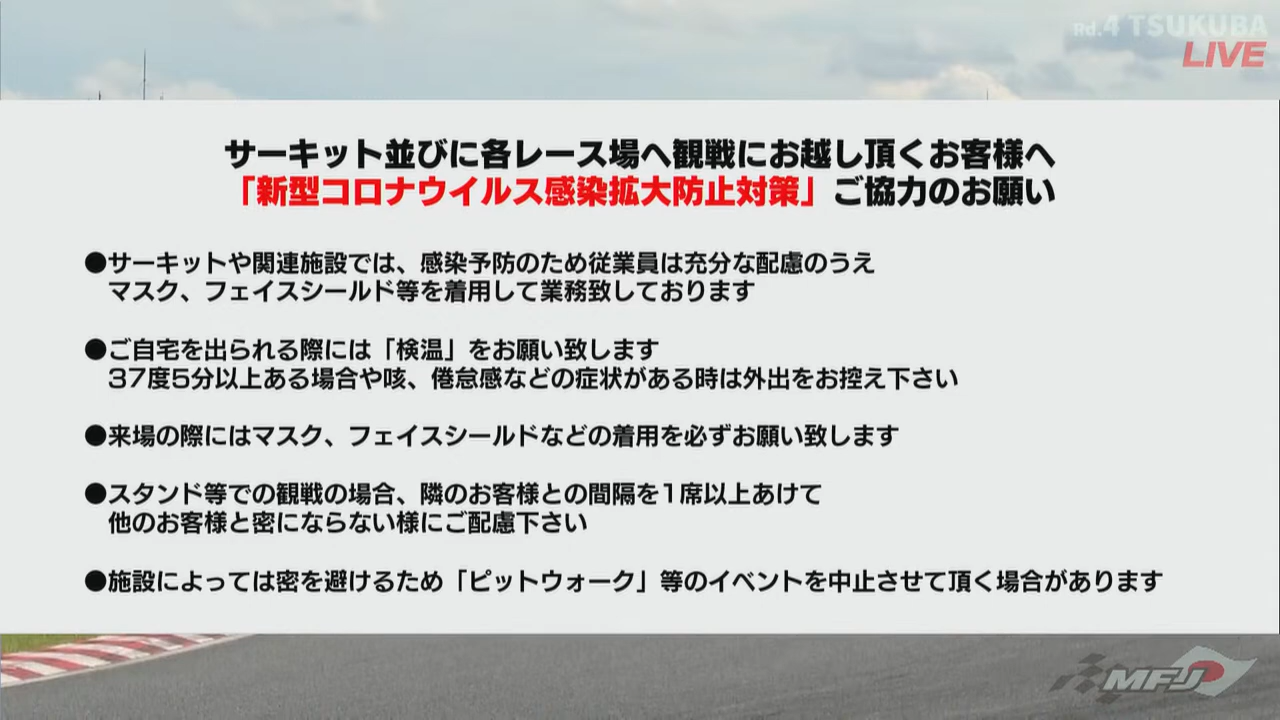 Rd.4 TSUKUBA
LIVE
サーキット並びに各レース場へ観戦にお越し頂くお客様へ
「新型コロナウイルス感染拡大防止対策」ご協力のお願い
●サーキットや関連施設では、感染予防のため従業員は充分な配慮のうえ
マスク、フェイスシールド等を着用して業務致しております
●ご自宅を出られる際には「検温」をお願い致します
37度5分以上ある場合や咳、倦怠感などの症状がある時は外出をお控え下さい
●来場の際にはマスク、フェイスシールドなどの着用を必ずお願い致します
●スタンド等での観戦の場合、隣のお客様との間隔を1席以上あけて
他のお客様と密にならない様にご配慮下さい
●施設によっては密を避けるため「ピットウォーク」等のイベントを中止させて頂く場合があります
MFJ